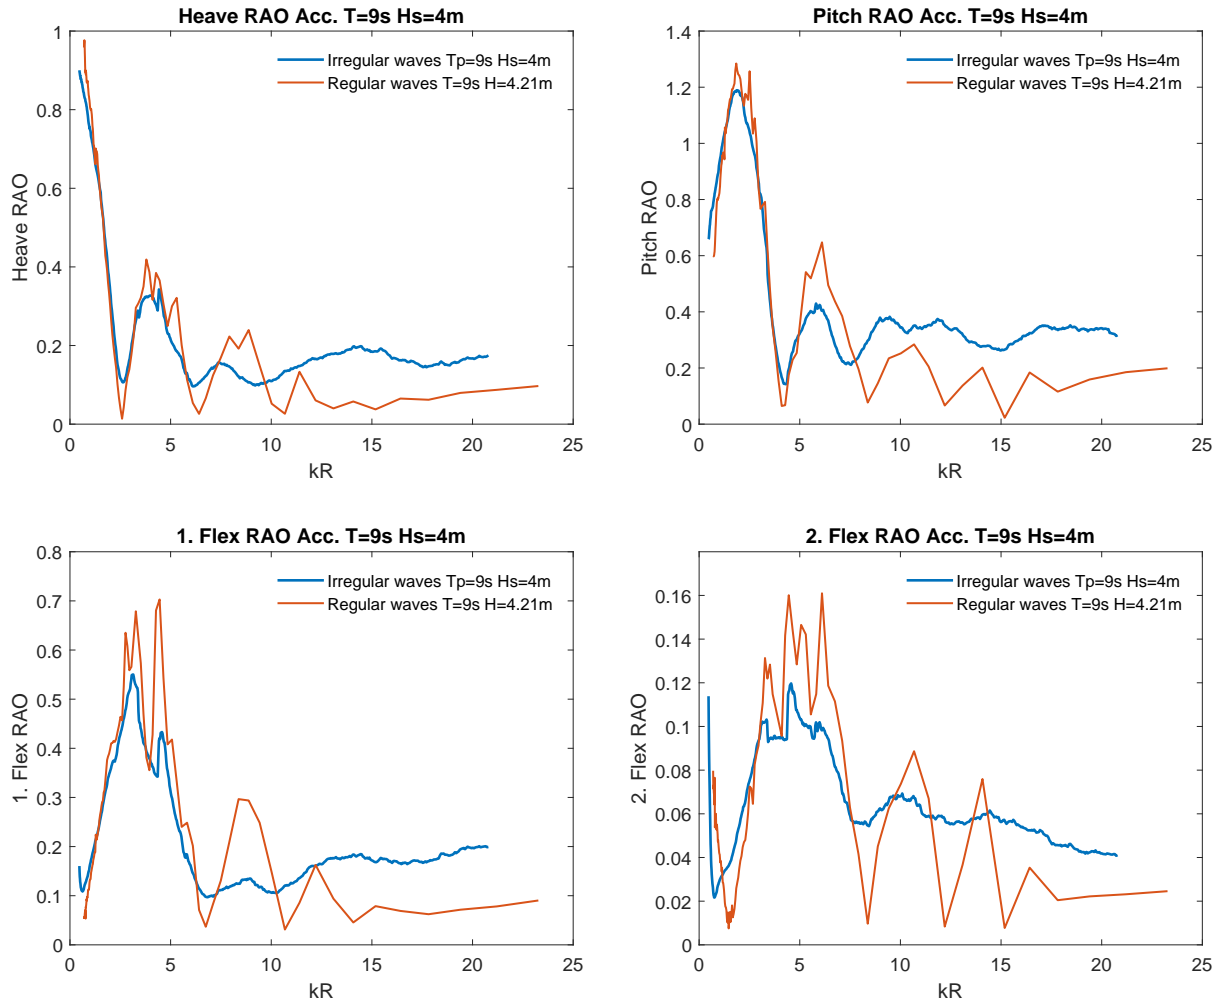 Heave RAO Acc. T=9s Hs=4m
1
0.8
0.6
0.4
0.2
0
Heave RAO
Irregular waves Tp=9s Hs=4m
Regular waves T=9s H=4.21m
0 5 10 15 20 25
kR
Pitch RAO Acc. T=9s Hs=4m
1.4
1.2
1
0.8
0.6
0.4
0.2
0
Pitch RAO
Irregular waves Tp=9s Hs=4m
Regular waves T=9s H=4.21m
0 5 10 15 20 25
kR
1. Flex RAO Acc. T=9s Hs=4m
0.8
0.7
0.6
0.5
0.4
0.3
0.2
0.1
0
1. Flex RAO
Irregular waves Tp=9s Hs=4m
Regular waves T=9s H=4.21m
0 5 10 15 20 25
kR
2. Flex RAO Acc. T=9s Hs=4m
0.16
0.14
0.12
0.1
0.08
0.06
0.04
0.02
0
2. Flex RAO
Irregular waves Tp=9s Hs=4m
Regular waves T=9s H=4.21m
0 5 10 15 20 25
kR